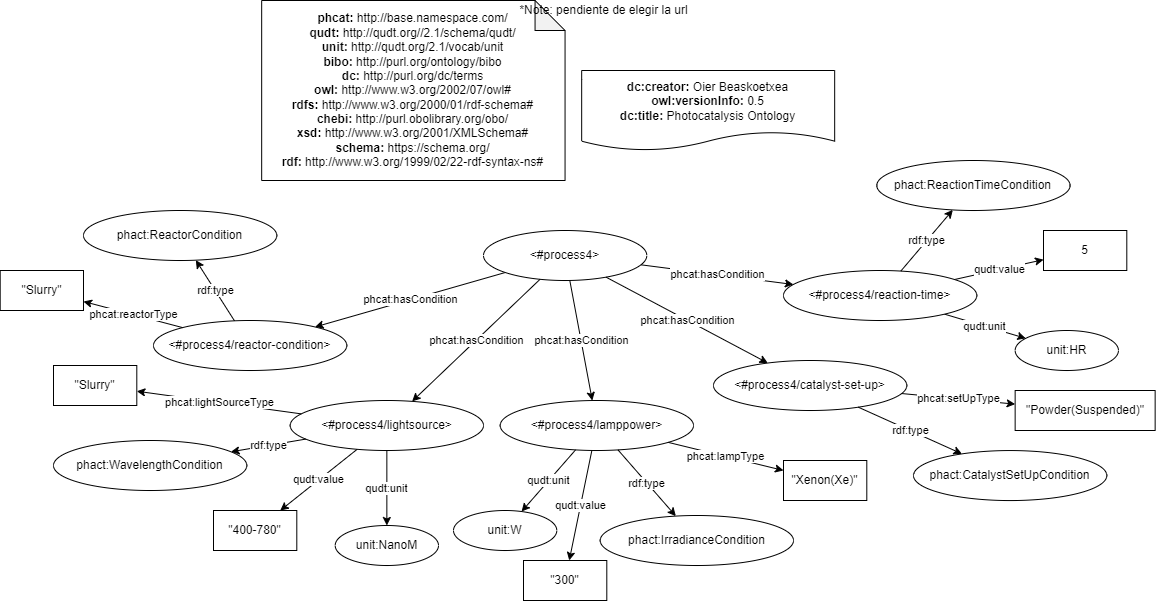 *Note: pendiente de elegir la url
phcat: http://base.namespace.com/
qudt: http://qudt.org//2.1/schema/qudt/
unit: http://qudt.org/2.1/vocab/unit
bibo: http://purl.org/ontology/bibo
dc: http://purl.org/dc/terms
owl: http://www.w3.org/2002/07/owl#
rdfs: http://www.w3.org/2000/01/rdf-schema#
chebi: http://purl.obolibrary.org/obo/
xsd: http://www.w3.org/2001/XMLSchema#
schema: https://schema.org/
rdf: http://www.w3.org/1999/02/22-rdf-syntax-ns#
dc:creator: Oier Beaskoetxea
owl:versionInfo: 0.5
dc:title: Photocatalysis Ontology
phact:ReactionTimeCondition
phact:ReactorCondition
rdf:type
<#process4>
5
qudt:value
phcat:hasCondition
"Slurry"
rdf:type
phcat:hasCondition
<#process4/reaction-time>
phcat:reactorType
phcat:hasCondition
qudt:unit
<#process4/reactor-condition>
phcat:hasCondition
phcat:hasCondition
unit:HR
"Slurry"
<#process4/catalyst-set-up>
phcat:lightSourceType
phcat:setUpType
"Powder(Suspended)"
<#process4/lightsource>
<#process4/lamppower>
rdf:type
rdf:type
phact:WavelengthCondition
phcat:lampType
phact:CatalystSetUpCondition
qudt:value
qudt:unit
qudt:unit
rdf:type
"Xenon(Xe)"
qudt:value
"400-780"
unit:NanoM
unit:W
phact:IrradianceCondition
"300"